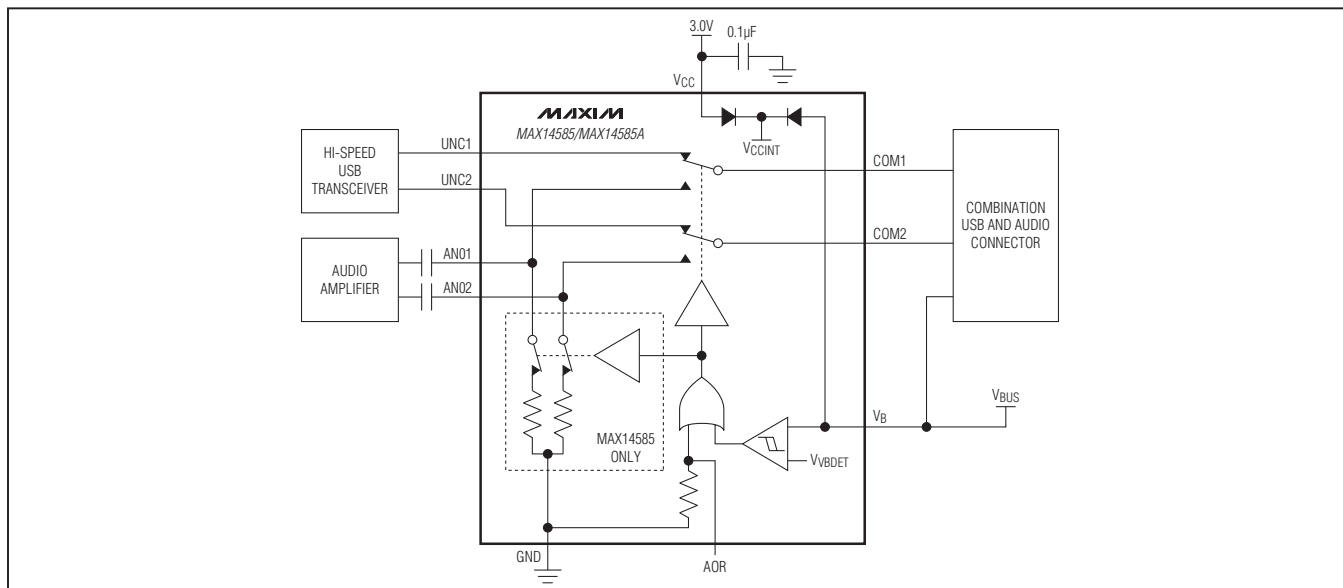 3.0V
0.1µF
VCC
MAXIM
MAX14585/MAX14585A
VCCINT
HI-SPEED
USB
TRANSCEIVER
UNC1
UNC2
COM1
COM2
COMBINATION
USB AND AUDIO
CONNECTOR
AUDIO
AMPLIFIER
AN01
AN02
MAX14585
ONLY
VB
VBUS
VVBDET
GND
AOR